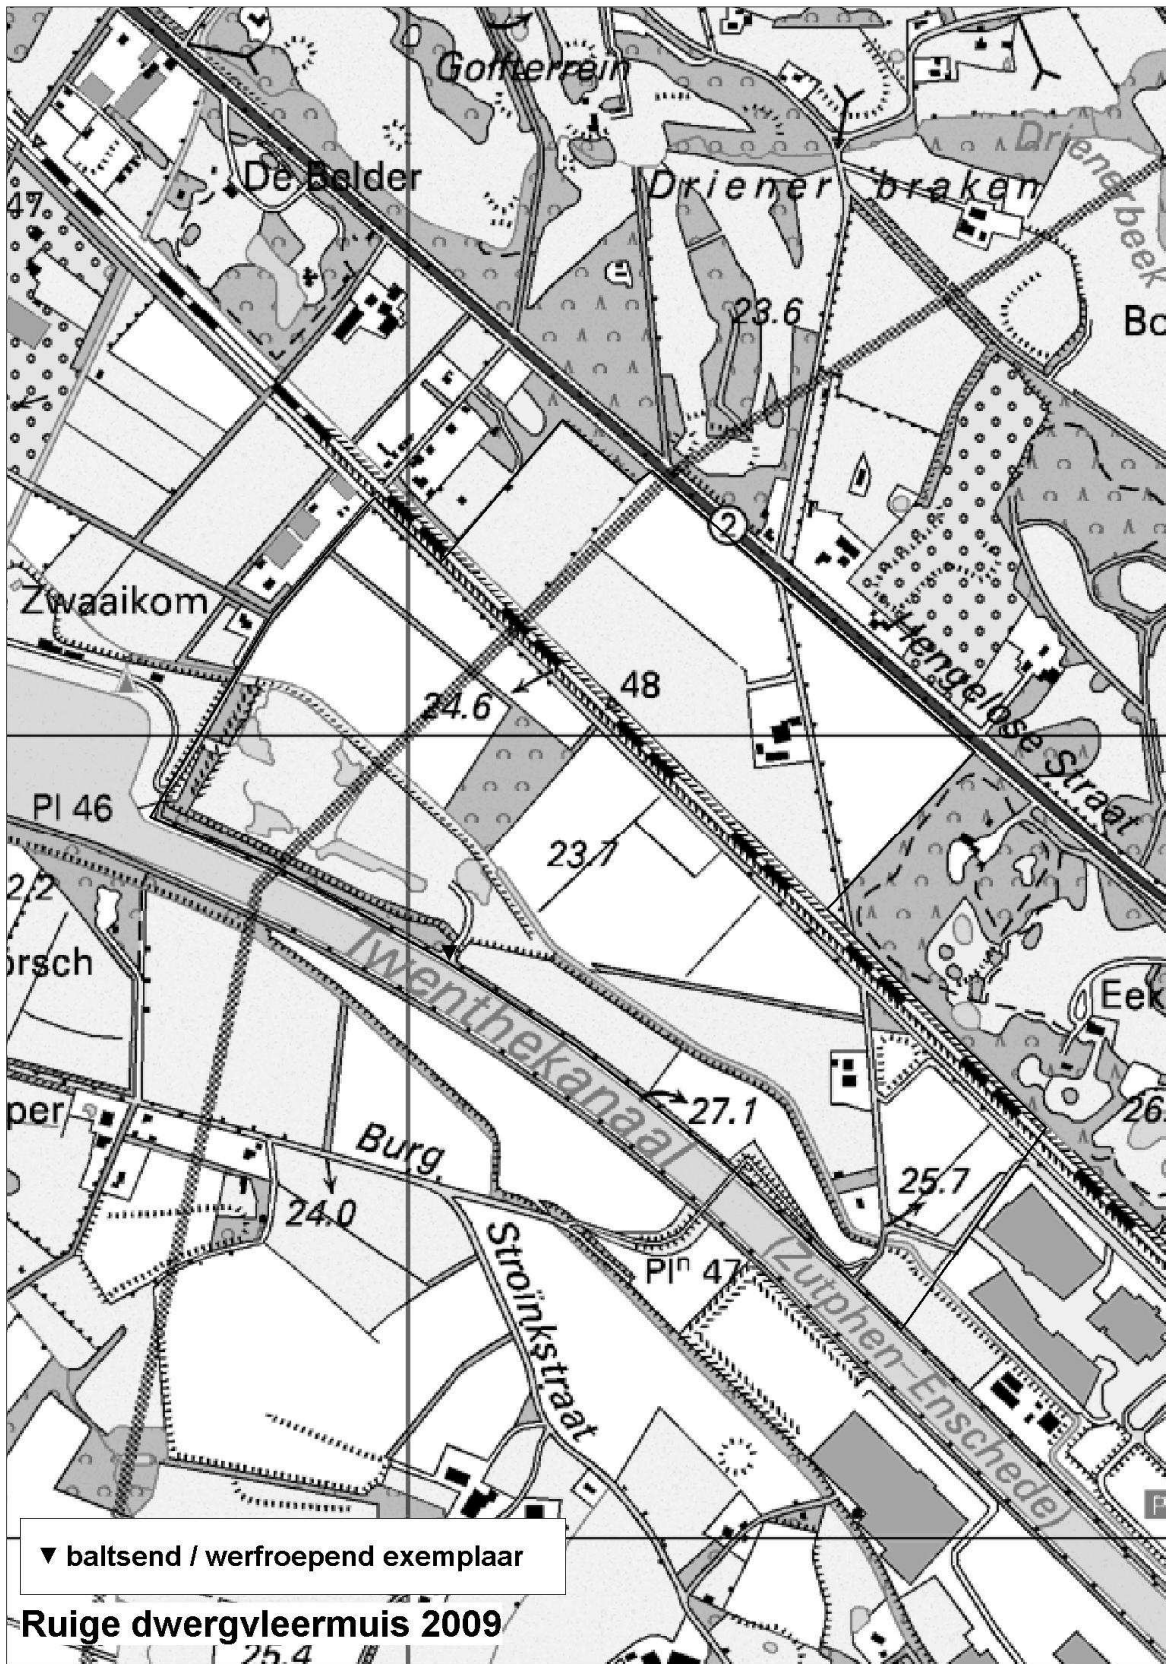 Golfterrein
De Bolder
Driener braken
Drienerbeek
47
23.6
Bo
2
Zwaaikom
Hengelose Straat
24.6
48
Pl 46
23.7
2.2
orsch
Twenthekanaal
Eek
27.1
26.
per
Burg
25.7
24.0
Stroïnkstraat
Plⁿ 47
(Zutphen-Enschede)
P
▼ baltsend / werfroepend exemplaar
Ruige dwergvleermuis 2009
25.4